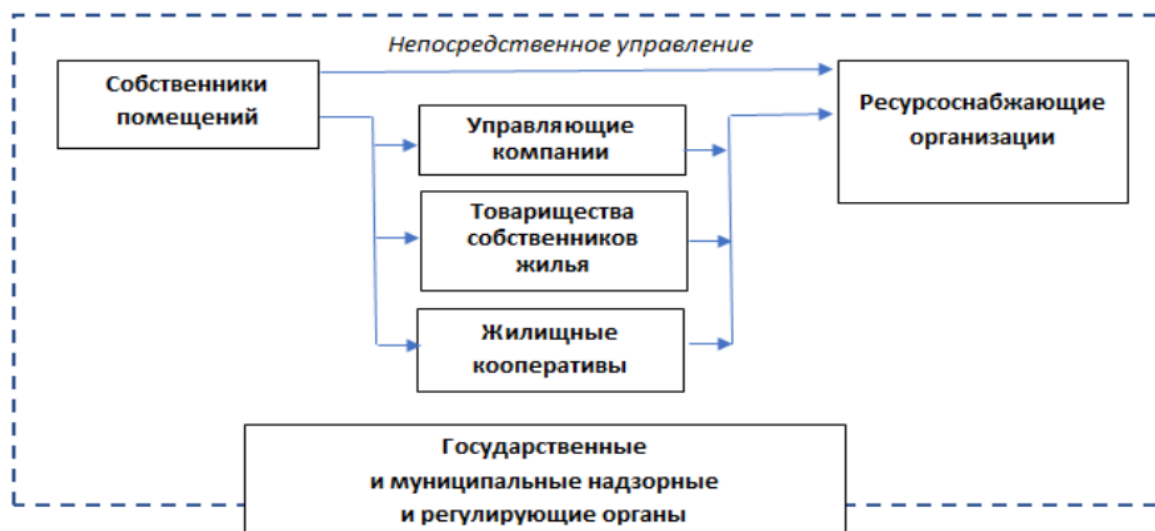 Непосредственное управление
Собственники
помещений
Ресурсоснабжающие
организации
Управляющие
компании
Товарищества
собственников
жилья
Жилищные
кооперативы
Государственные
и муниципальные надзорные
и регулирующие органы